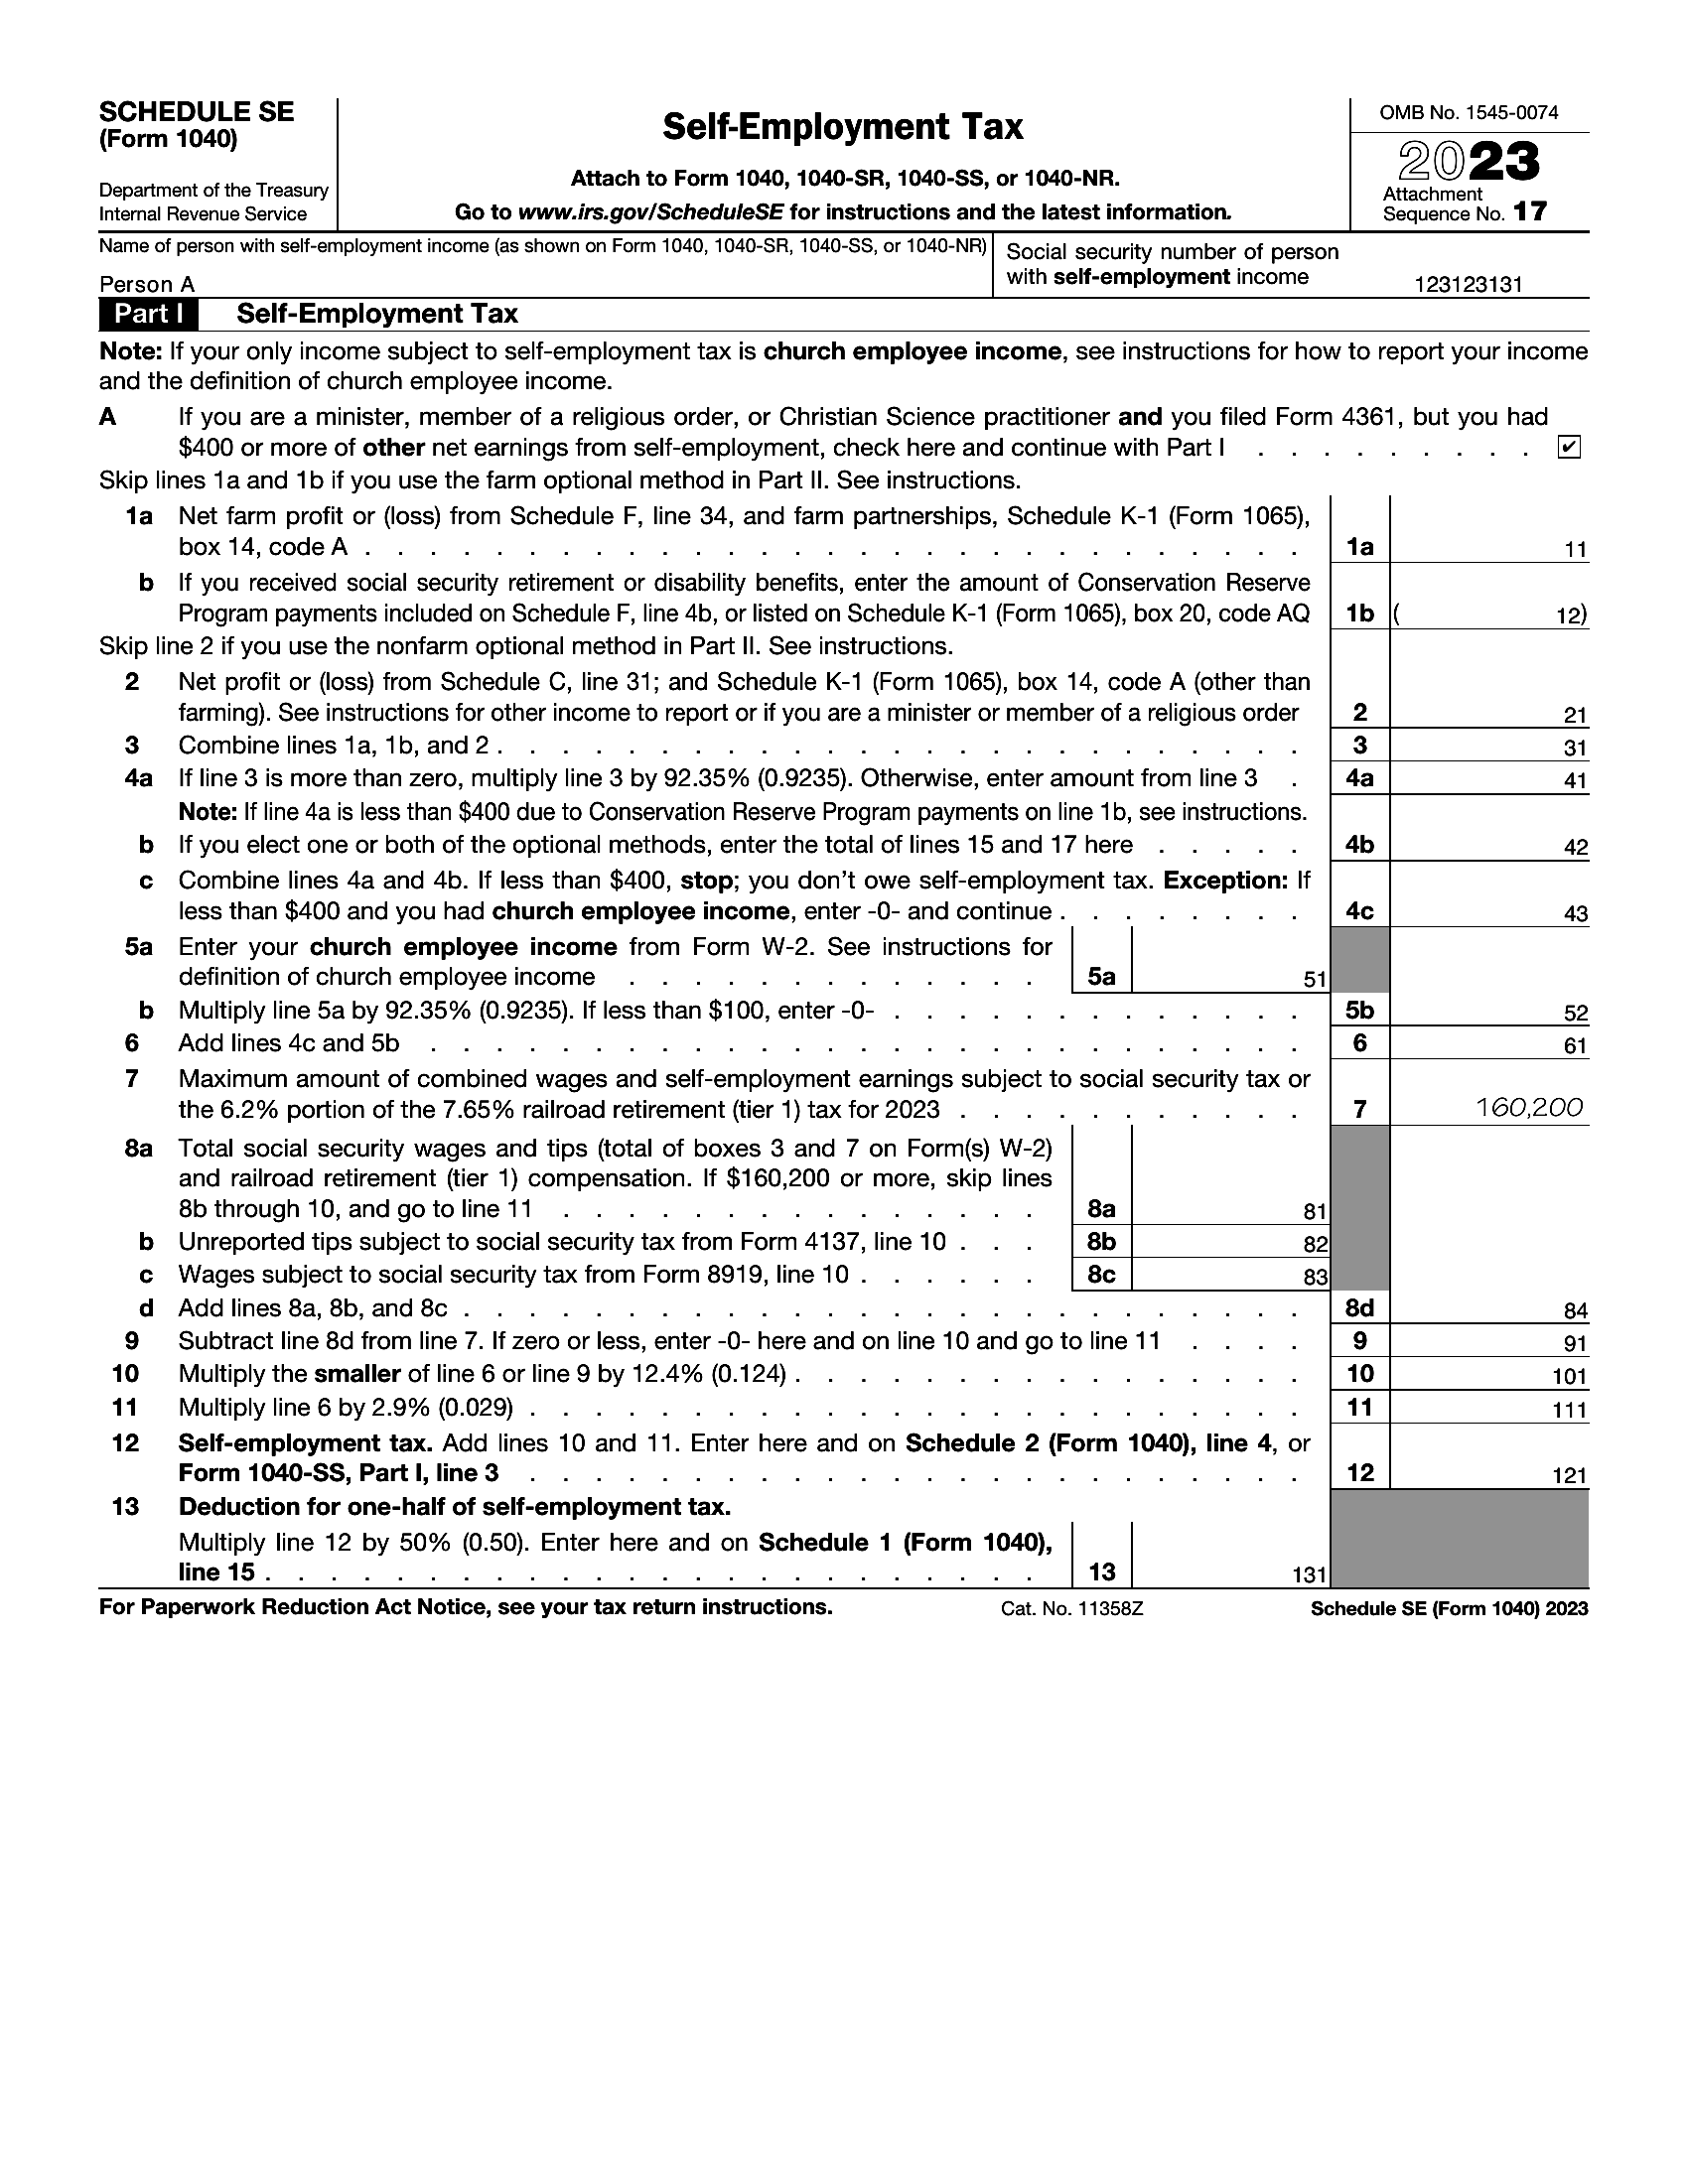 SCHEDULE SE
(Form 1040)
Department of the Treasury
Internal Revenue Service
Self-Employment Tax
Attach to Form 1040, 1040-SR, 1040-SS, or 1040-NR.
Go to www.irs.gov/ScheduleSE for instructions and the latest information.
OMB No. 1545-0074
2023
Attachment
Sequence No. 17
Name of person with self-employment income (as shown on Form 1040, 1040-SR, 1040-SS, or 1040-NR)
Person A
Social security number of person
with self-employment income 123123131
Part I Self-Employment Tax
Note: If your only income subject to self-employment tax is church employee income, see instructions for how to report your income
and the definition of church employee income.
A If you are a minister, member of a religious order, or Christian Science practitioner and you filed Form 4361, but you had
$400 or more of other net earnings from self-employment, check here and continue with Part I . . . . . . . . . ✔
Skip lines 1a and 1b if you use the farm optional method in Part II. See instructions.
1a Net farm profit or (loss) from Schedule F, line 34, and farm partnerships, Schedule K-1 (Form 1065),
box 14, code A . . . . . . . . . . . . . . . . . . . . . . . . 1a 11
b If you received social security retirement or disability benefits, enter the amount of Conservation Reserve
Program payments included on Schedule F, line 4b, or listed on Schedule K-1 (Form 1065), box 20, code AQ 1b ( 12)
Skip line 2 if you use the nonfarm optional method in Part II. See instructions.
2 Net profit or (loss) from Schedule C, line 31; and Schedule K-1 (Form 1065), box 14, code A (other than
farming). See instructions for other income to report or if you are a minister or member of a religious order 2 21
3 Combine lines 1a, 1b, and 2 . . . . . . . . . . . . . . . . . . . . 3 31
4a If line 3 is more than zero, multiply line 3 by 92.35% (0.9235). Otherwise, enter amount from line 3 . 4a 41
Note: If line 4a is less than $400 due to Conservation Reserve Program payments on line 1b, see instructions.
b If you elect one or both of the optional methods, enter the total of lines 15 and 17 here . . . . . 4b 42
c Combine lines 4a and 4b. If less than $400, stop; you don't owe self-employment tax. Exception: If
less than $400 and you had church employee income, enter -0- and continue . . . . . . . . 4c 43
5a Enter your church employee income from Form W-2. See instructions for
definition of church employee income . . . . . . . . . . . . . 5a 51
b Multiply line 5a by 92.35% (0.9235). If less than $100, enter -0- . . . . . . . . . . . . . 5b 52
6 Add lines 4c and 5b . . . . . . . . . . . . . . . . . . . . . . . . . . . 6 61
7 Maximum amount of combined wages and self-employment earnings subject to social security tax or
the 6.2% portion of the 7.65% railroad retirement (tier 1) tax for 2023 . . . . . . . . . . . 7 160,200
8a Total social security wages and tips (total of boxes 3 and 7 on Form(s) W-2)
and railroad retirement (tier 1) compensation. If $160,200 or more, skip lines
8b through 10, and go to line 11 . . . . . . . . . . . . . . . 8a 81
b Unreported tips subject to social security tax from Form 4137, line 10 . . . 8b 82
c Wages subject to social security tax from Form 8919, line 10 . . . . . . 8c 83
d Add lines 8a, 8b, and 8c . . . . . . . . . . . . . . . . . . . . . . . . . . 8d 84
9 Subtract line 8d from line 7. If zero or less, enter -0- here and on line 10 and go to line 11 . . . . 9 91
10 Multiply the smaller of line 6 or line 9 by 12.4% (0.124) . . . . . . . . . . . . . . . . 10 101
11 Multiply line 6 by 2.9% (0.029) . . . . . . . . . . . . . . . . . . . . . . . . 11 111
12 Self-employment tax. Add lines 10 and 11. Enter here and on Schedule 2 (Form 1040), line 4, or
Form 1040-SS, Part I, line 3 . . . . . . . . . . . . . . . . . . . . . . . . 12 121
13 Deduction for one-half of self-employment tax.
Multiply line 12 by 50% (0.50). Enter here and on Schedule 1 (Form 1040),
line 15 . . . . . . . . . . . . . . . . . . . . . . . . 13 131
For Paperwork Reduction Act Notice, see your tax return instructions. Cat. No. 11358Z Schedule SE (Form 1040) 2023